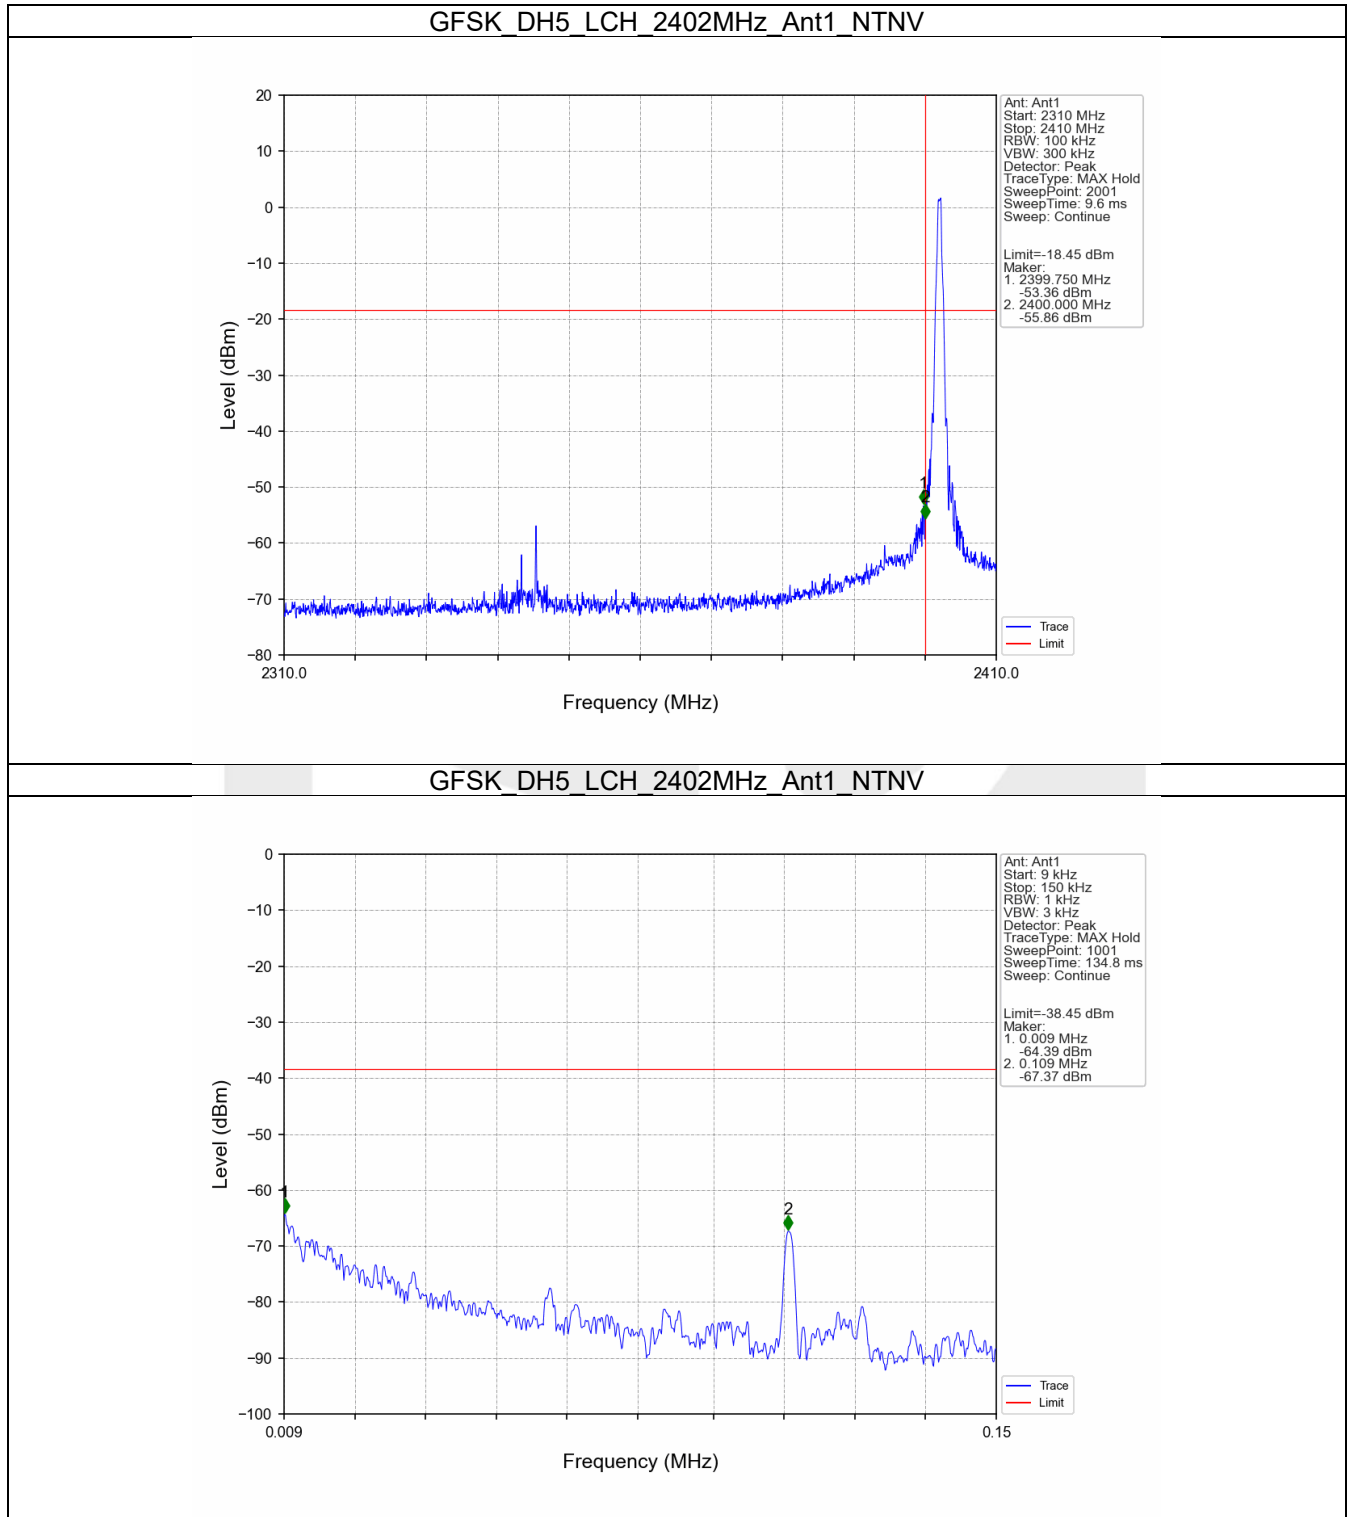 GFSK_DH5_LCH_2402MHz_Ant1_NTNV
20
10
0
−10
−20
−30
−40
−50
−60
−70
−80
Level (dBm)
2310.0
2410.0
Frequency (MHz)
1
2
Ant: Ant1
Start: 2310 MHz
Stop: 2410 MHz
RBW: 100 kHz
VBW: 300 kHz
Detector: Peak
TraceType: MAX Hold
SweepPoint: 2001
SweepTime: 9.6 ms
Sweep: Continue
Limit=-18.45 dBm
Maker:
1. 2399.750 MHz
-53.36 dBm
2. 2400.000 MHz
-55.86 dBm
Trace
Limit
GFSK_DH5_LCH_2402MHz_Ant1_NTNV
0
−10
−20
−30
−40
−50
−60
−70
−80
−90
−100
Level (dBm)
0.009
0.15
Frequency (MHz)
1
2
Ant: Ant1
Start: 9 kHz
Stop: 150 kHz
RBW: 1 kHz
VBW: 3 kHz
Detector: Peak
TraceType: MAX Hold
SweepPoint: 1001
SweepTime: 134.8 ms
Sweep: Continue
Limit=-38.45 dBm
Maker:
1. 0.009 MHz
-64.39 dBm
2. 0.109 MHz
-67.37 dBm
Trace
Limit